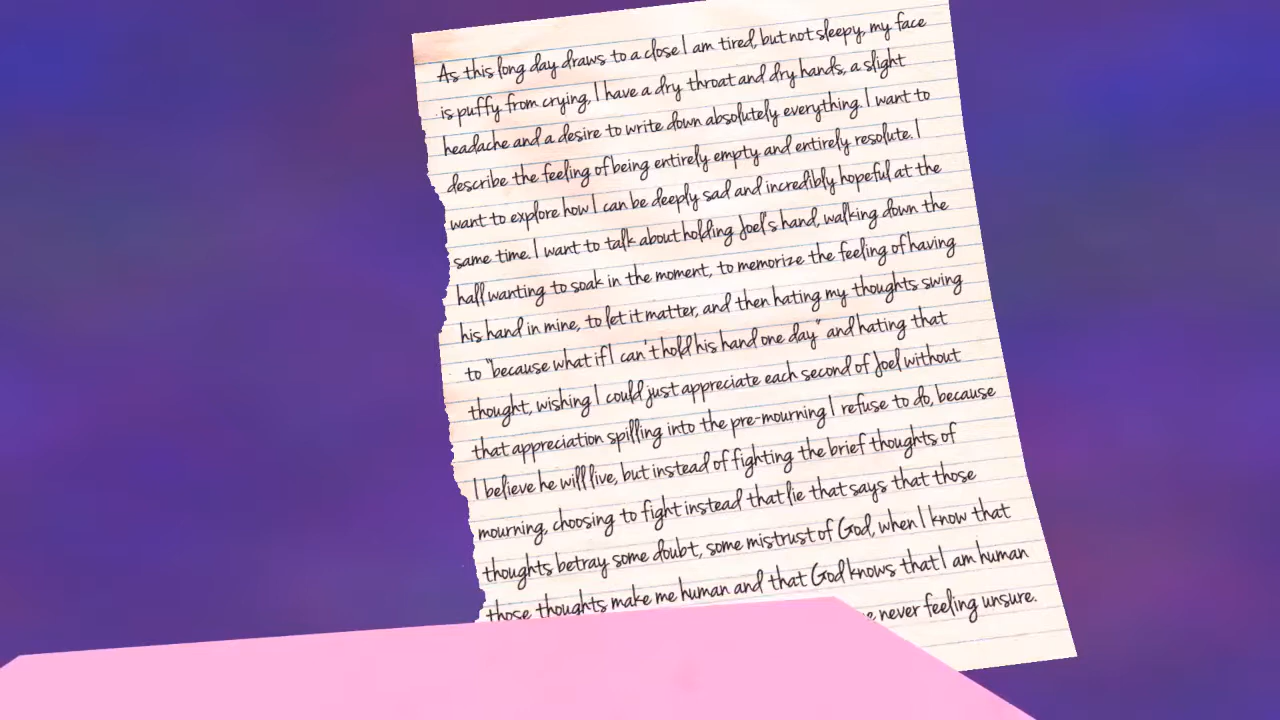 As this long day draws to a close I am tired, but not sleepy, my face
is puffy from crying, I have a dry throat and dry hands, a slight
headache and a desire to write down absolutely everything. I want to
describe the feeling of being entirely empty and entirely resolute. I
want to explore how I can be deeply sad and incredibly hopeful at the
same time. I want to talk about holding Joel's hand, walking down the
hall wanting to soak in the moment, to memorize the feeling of having
his hand in mine, to let it matter, and then hating my thoughts swing
to "because what if I can't hold his hand one day" and hating that
thought, wishing I could just appreciate each second of Joel without
that appreciation spilling into the pre-mourning I refuse to do, because
I believe he will live, but instead of fighting the brief thoughts of
mourning, choosing to fight instead that lie that says that those
thoughts betray some doubt, some mistrust of God, when I know that
those thoughts make me human and that God knows that I am human
never feeling unsure.